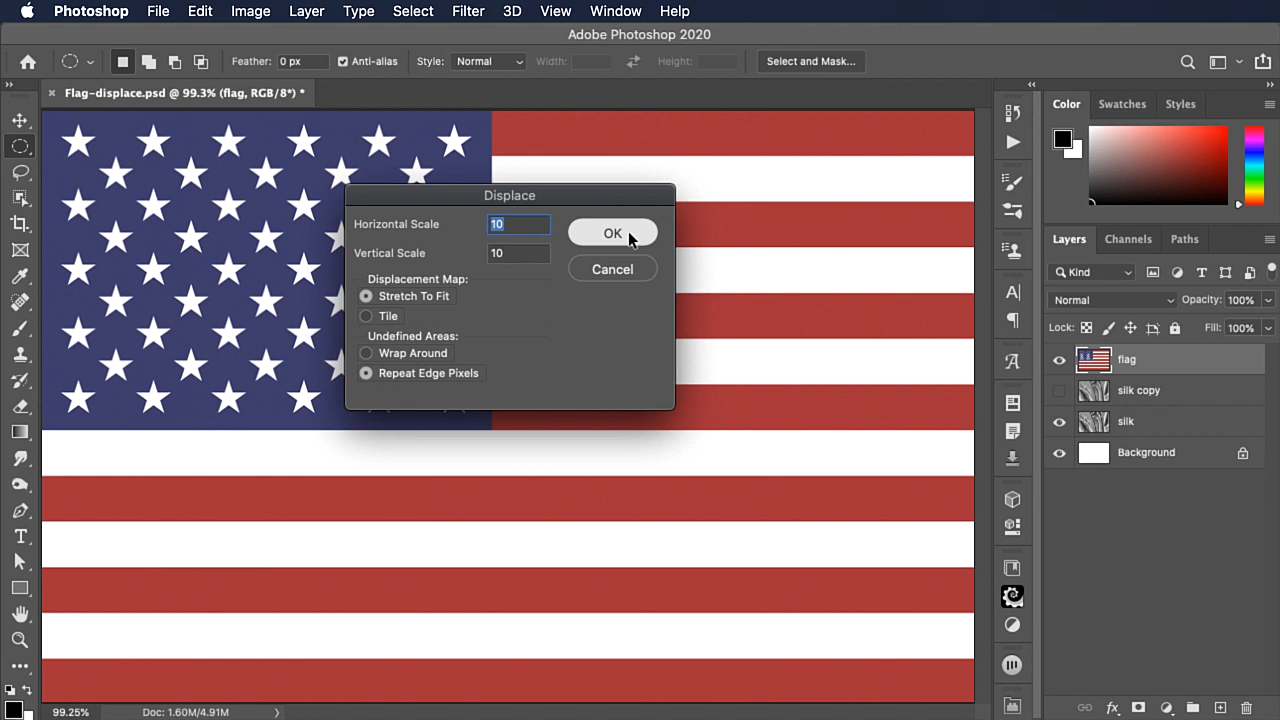 Photoshop File Edit Image Layer Type Select Filter 3D View Window Help
Adobe Photoshop 2020
Feather: 0 px Anti-alias Style: Normal Width: Height: Select and Mask...
Flag-displace.psd @ 99.3% (flag, RGB/8*) *
Color Swatches Styles
Displace
Horizontal Scale 10 OK
Vertical Scale 10
Cancel
Displacement Map:
Stretch To Fit
Tile
Undefined Areas:
Wrap Around
Repeat Edge Pixels
Layers Channels Paths
Kind
Normal Opacity: 100%
Lock: Fill: 100%
flag
silk copy
silk
Background
99.25% Doc: 1.60M/4.91M